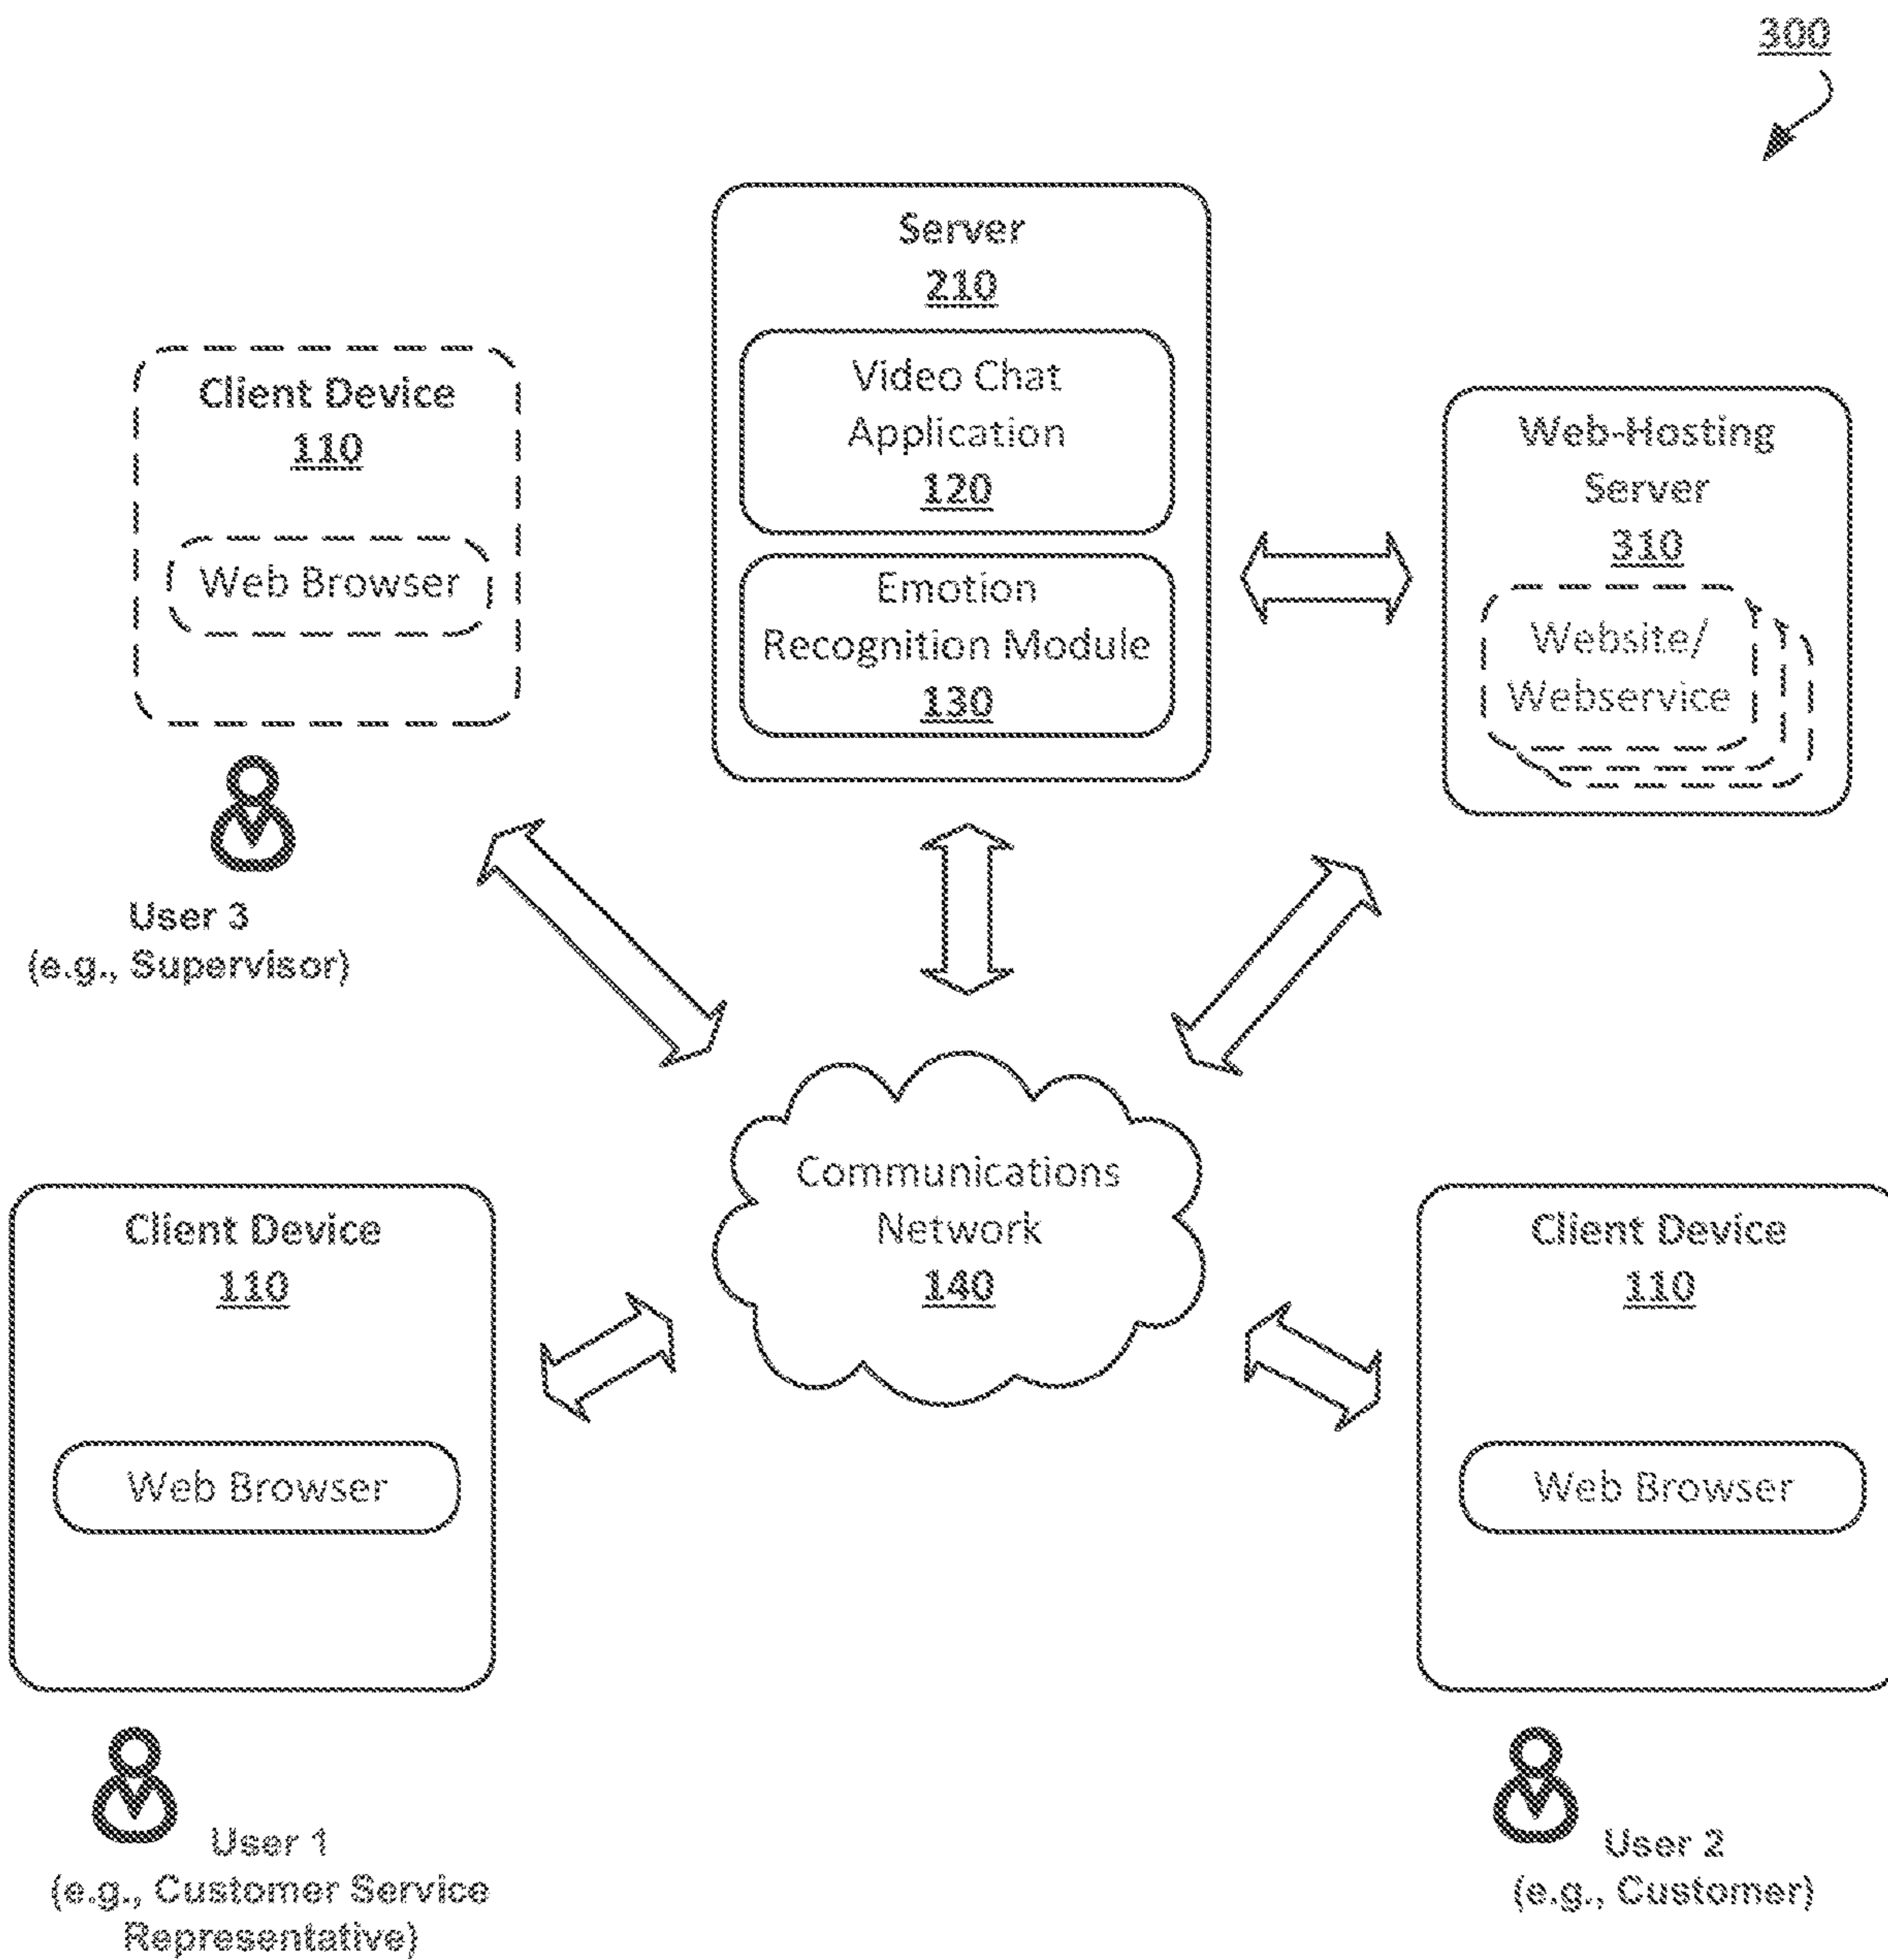 300
Server
210
Video Chat
Application
120
Emotion
Recognition Module
130
Client Device
110
Web Browser
User 3
(e.g., Supervisor)
Web-Hosting
Server
310
Website/
Webservice
Communications
Network
140
Client Device
110
Web Browser
User 1
(e.g., Customer Service
Representative)
Client Device
110
Web Browser
User 2
(e.g., Customer)